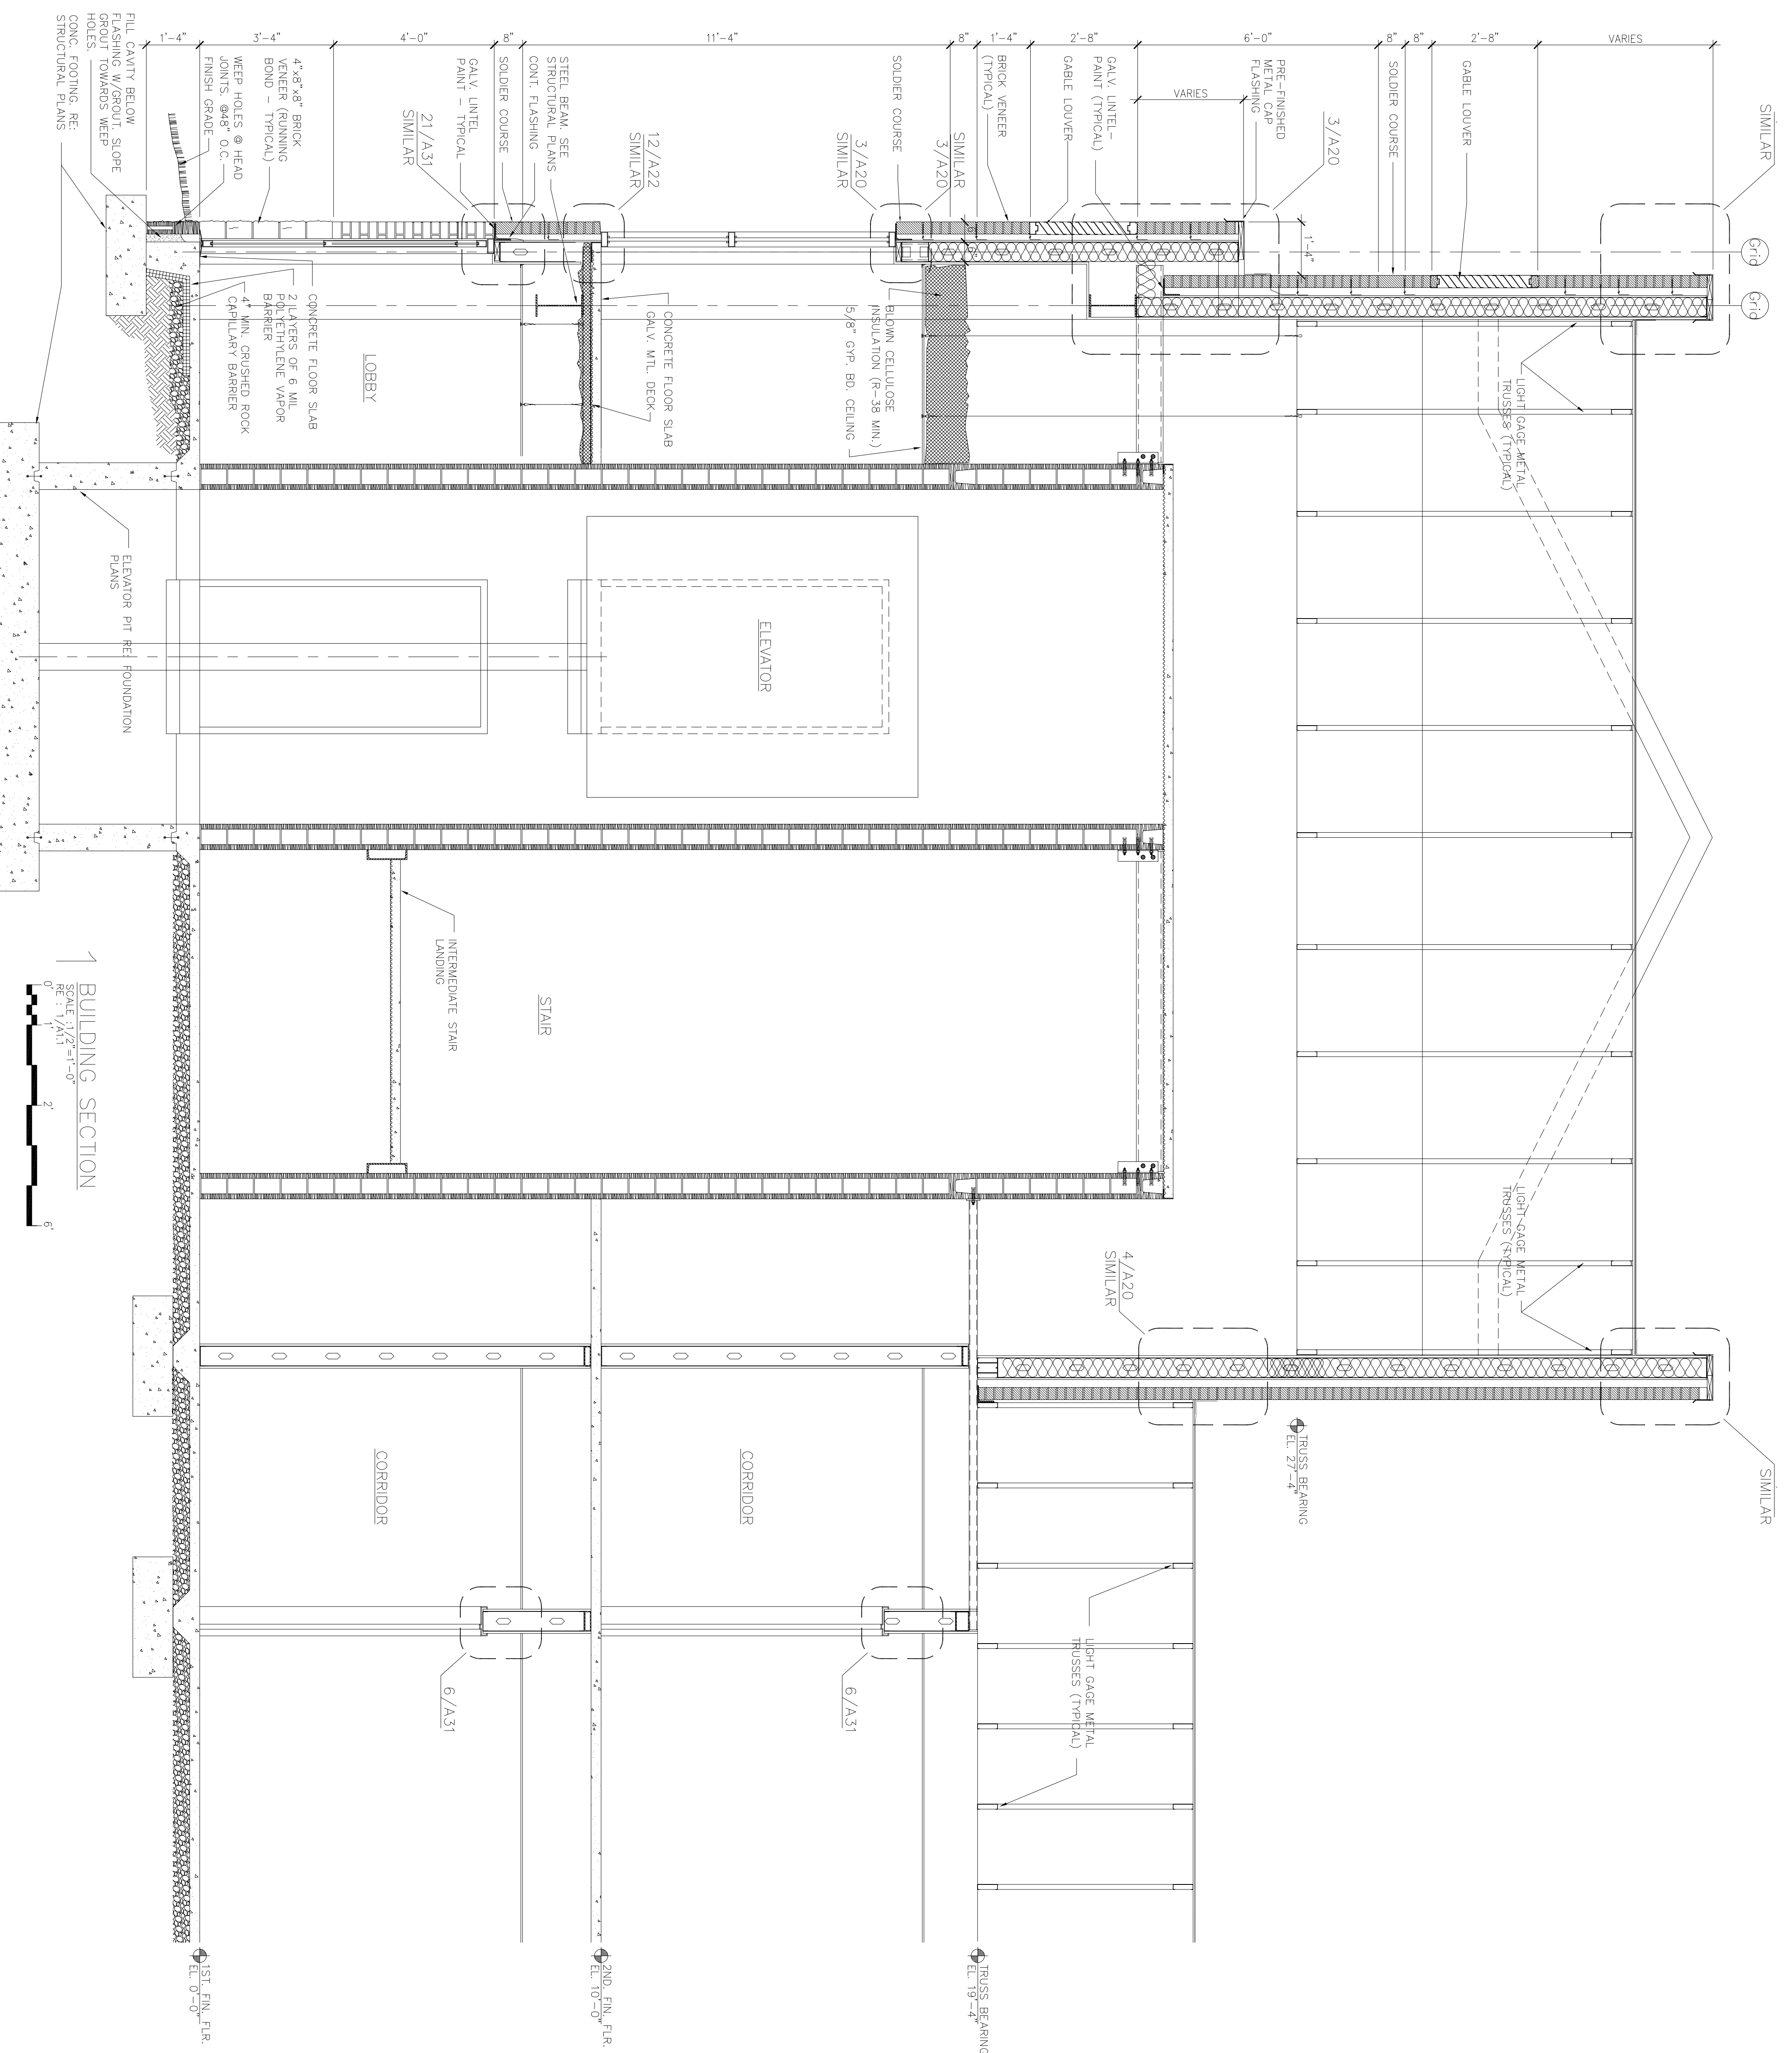 SIMILAR
3/A20
VARIES
2'-8"
8"
8"
6'-0"
2'-8"
1'-4"
8"
11'-4"
8"
4'-0"
3'-4"
1'-4"
VARIES
1'-4"
6"
6"
Grid
Grid
GABLE LOUVER
SOLDIER COURSE
PRE-FINISHED
METAL CAP
FLASHING
GALV. LINTEL-
PAINT (TYPICAL)
GABLE LOUVER
BRICK VENEER
(TYPICAL)
SIMILAR
3/A20
3/A20
SIMILAR
SOLDIER COURSE
12/A22
SIMILAR
STEEL BEAM. SEE
STRUCTURAL PLANS
CONT. FLASHING
SOLDIER COURSE
GALV. LINTEL
PAINT - TYPICAL
21/A31
SIMILAR
4"x8"x8" BRICK
VENEER (RUNNING
BOND - TYPICAL)
WEEP HOLES @ HEAD
JOINTS. @48" O.C.
FINISH GRADE
FILL CAVITY BELOW
FLASHING W/GROUT. SLOPE
GROUT TOWARDS WEEP
HOLES.
CONC. FOOTING. RE:
STRUCTURAL PLANS
LIGHT GAGE METAL
TRUSSES (TYPICAL)
BLOWN CELLULOSE
INSULATION (R-38 MIN.)
5/8" GYP. BD. CEILING
CONCRETE FLOOR SLAB
GALV. MTL. DECK
LOBBY
CONCRETE FLOOR SLAB
2 LAYERS OF 6 MIL
POLYETHYLENE VAPOR
BARRIER
4" MIN. CRUSHED ROCK
CAPILLARY BARRIER
ELEVATOR
ELEVATOR PIT RE: FOUNDATION
PLANS
STAIR
INTERMEDIATE STAIR
LANDING
LIGHT GAGE METAL
TRUSSES (TYPICAL)
4/A20
SIMILAR
SIMILAR
TRUSS BEARING
EL. 27'-4"
CORRIDOR
CORRIDOR
LIGHT GAGE METAL
TRUSSES (TYPICAL)
6/A31
6/A31
TRUSS BEARING
EL. 19'-4"
2ND. FIN. FLR.
EL. 10'-0"
1ST. FIN. FLR.
EL. 0'-0"
1
BUILDING SECTION
SCALE :1/2"=1'-0"
RE : 1/A1.1
0' 1' 2' 6'